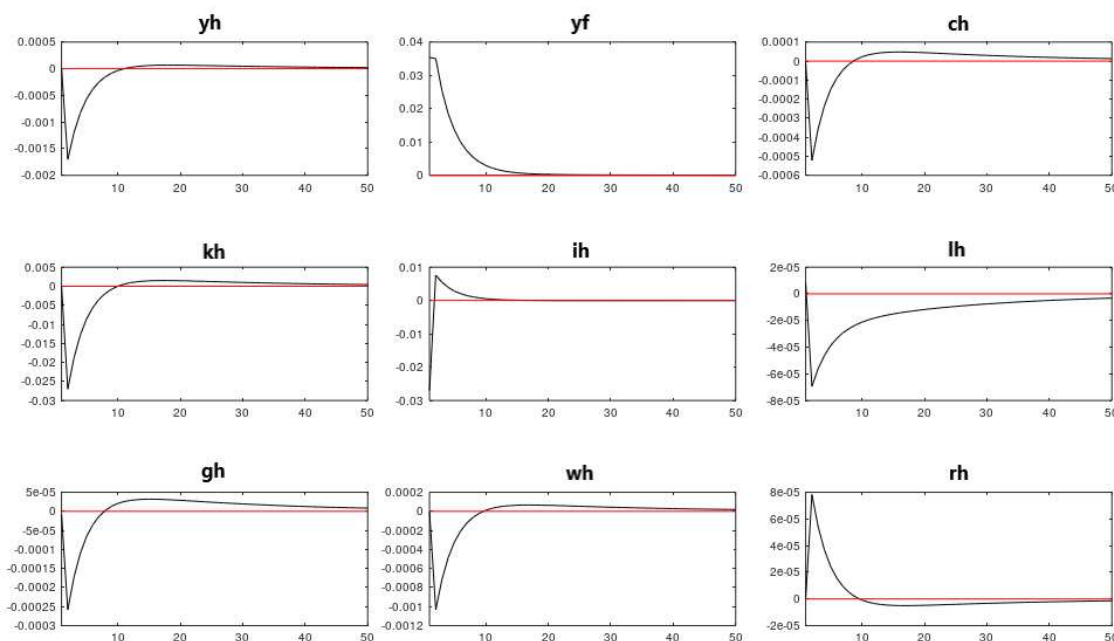 yh
0.0005
0
-0.0005
-0.001
-0.0015
-0.002
10 20 30 40 50
yf
0.04
0.03
0.02
0.01
0
10 20 30 40 50
ch
0.0001
0
-0.0001
-0.0002
-0.0003
-0.0004
-0.0005
-0.0006
10 20 30 40 50
kh
0.005
0
-0.005
-0.01
-0.015
-0.02
-0.025
-0.03
10 20 30 40 50
ih
0.01
0
-0.01
-0.02
-0.03
10 20 30 40 50
lh
2e-05
0
-2e-05
-4e-05
-6e-05
-8e-05
10 20 30 40 50
gh
5e-05
0
-5e-05
-0.0001
-0.00015
-0.0002
-0.00025
-0.0003
10 20 30 40 50
wh
0.0002
0
-0.0002
-0.0004
-0.0006
-0.0008
-0.001
-0.0012
10 20 30 40 50
rh
8e-05
6e-05
4e-05
2e-05
0
-2e-05
10 20 30 40 50